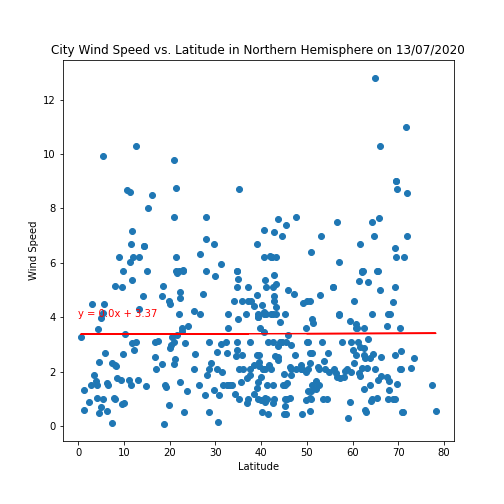 City Wind Speed vs. Latitude in Northern Hemisphere on 13/07/2020
12
10
8
6
4
2
0
Wind Speed
y = 0.0x + 3.37
0 10 20 30 40 50 60 70 80
Latitude